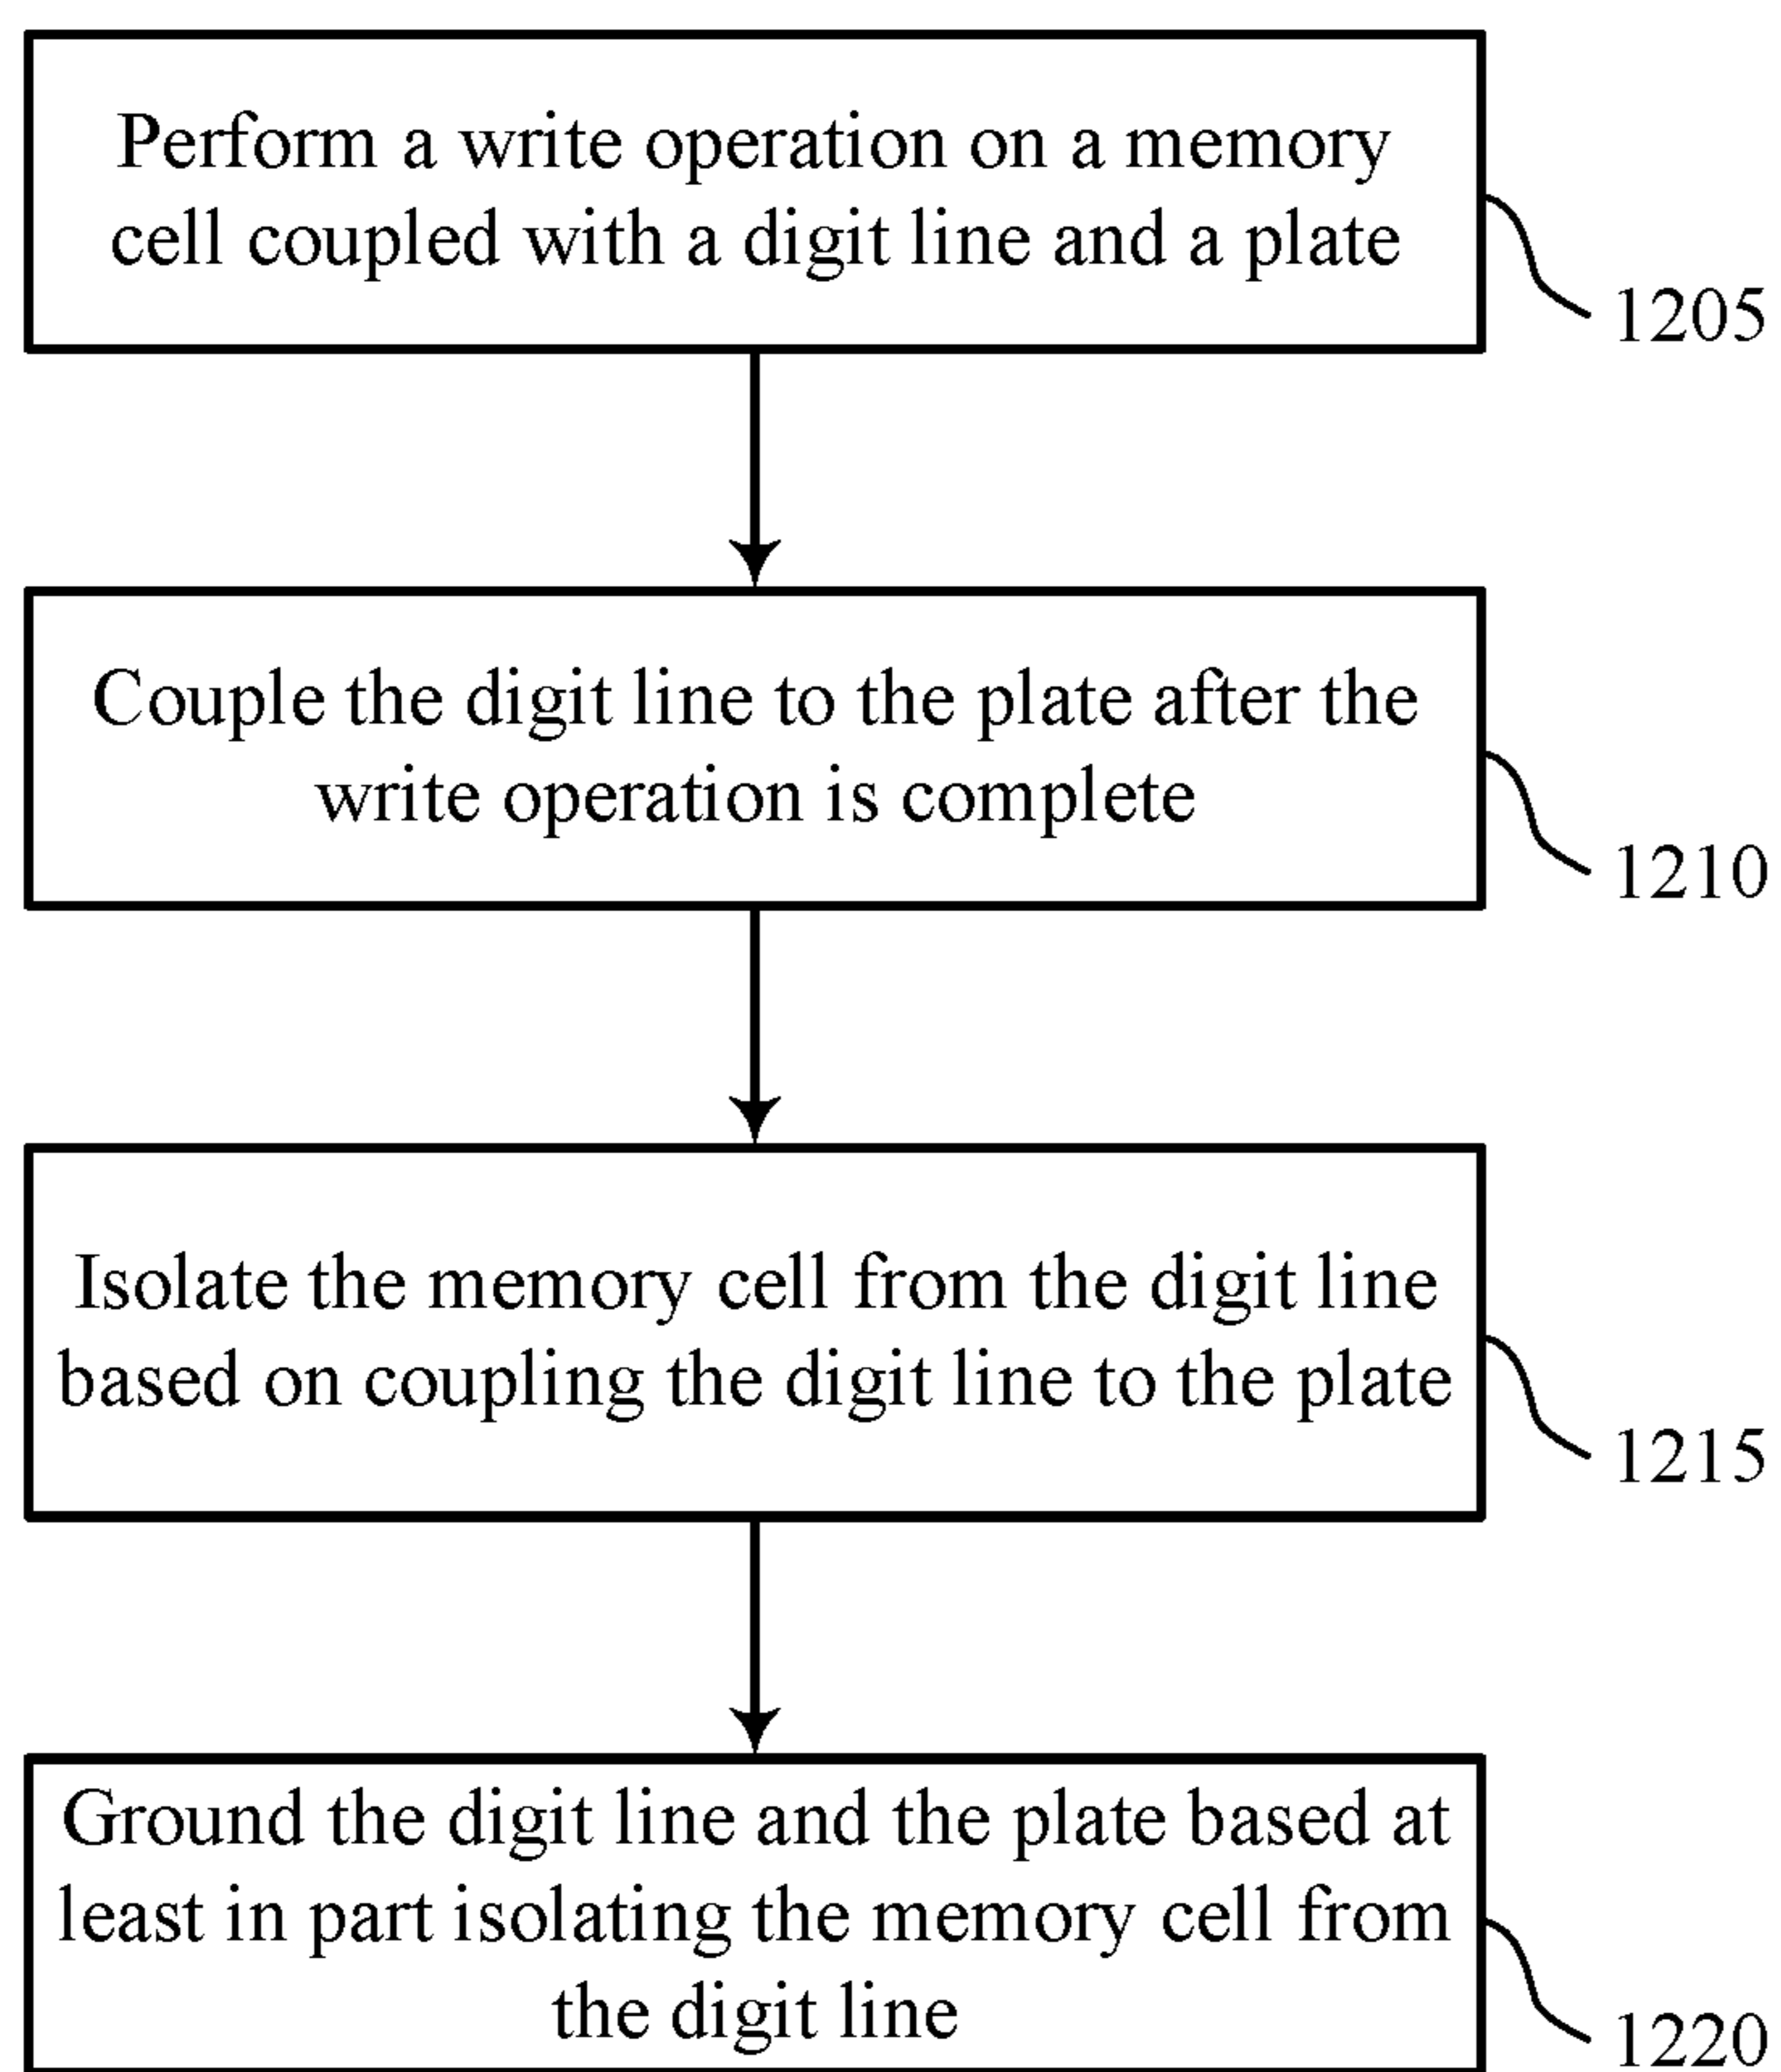 Perform a write operation on a memory
cell coupled with a digit line and a plate
1205
Couple the digit line to the plate after the
write operation is complete
1210
Isolate the memory cell from the digit line
based on coupling the digit line to the plate
1215
Ground the digit line and the plate based at
least in part isolating the memory cell from
the digit line
1220